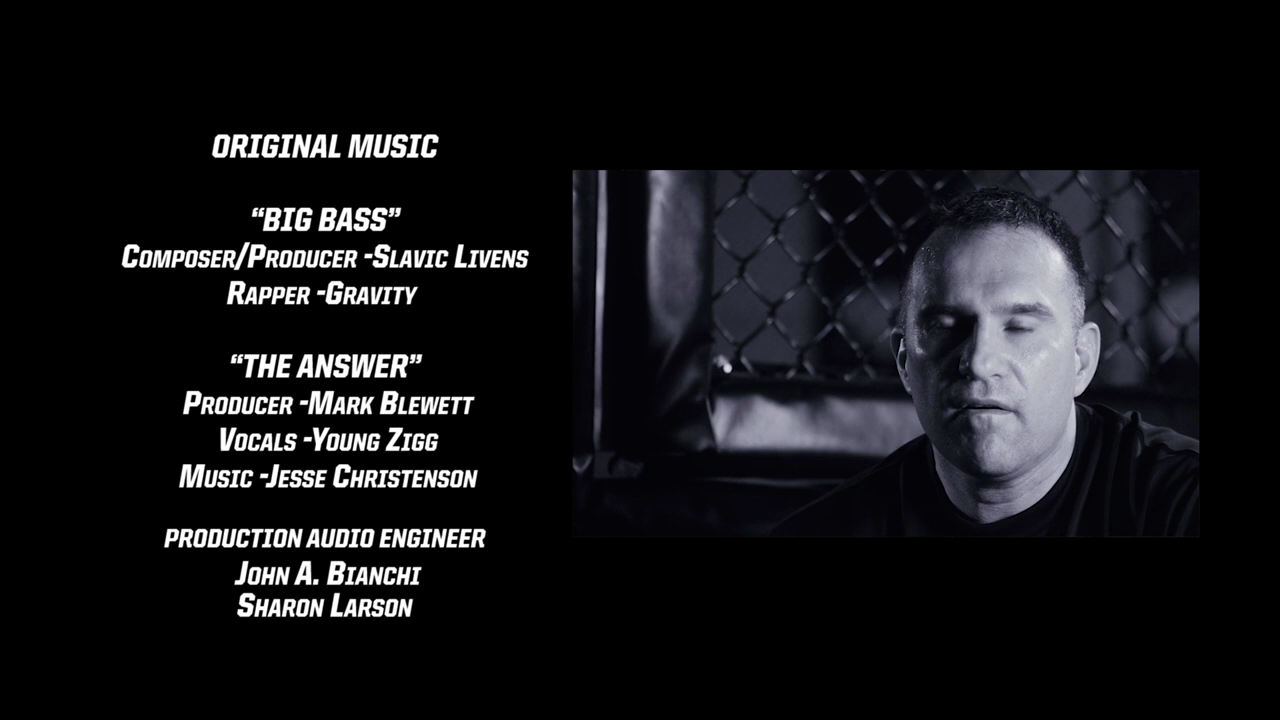 ORIGINAL MUSIC
“BIG BASS”
COMPOSER/PRODUCER -SLAVIC LIVENS
RAPPER -GRAVITY
“THE ANSWER”
PRODUCER -MARK BLEWETT
VOCALS -YOUNG ZIGG
MUSIC -JESSE CHRISTENSON
PRODUCTION AUDIO ENGINEER
JOHN A. BIANCHI
SHARON LARSON